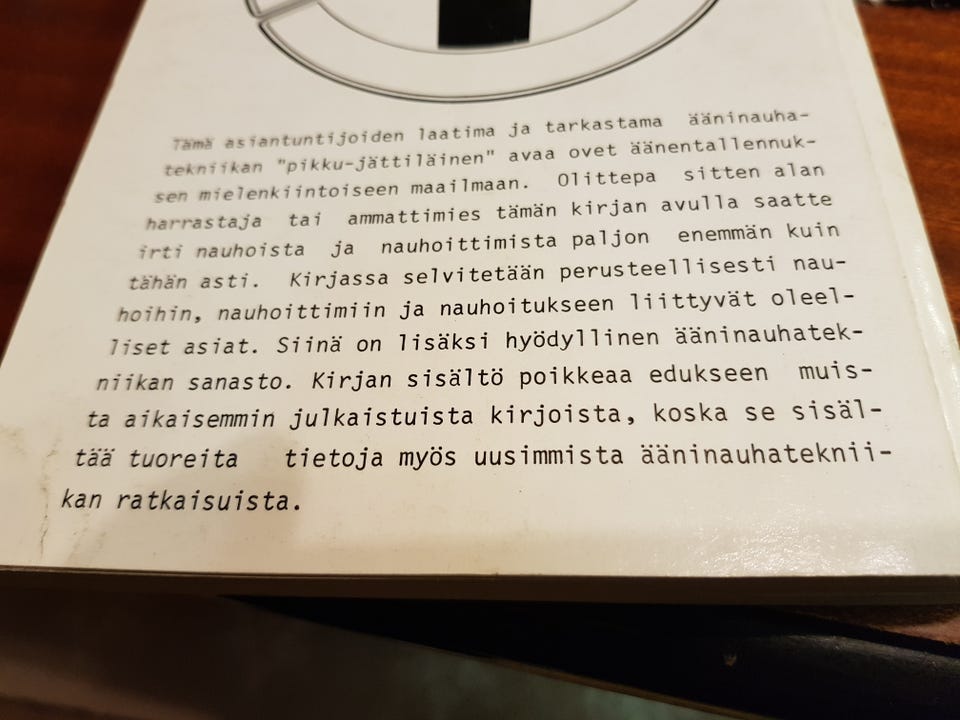 Tämä asiantuntijoiden laatima ja tarkastama ääninauha-
tekniikan "pikku-jättiläinen" avaa ovet äänentallennuk-
sen mielenkiintoiseen maailmaan. Olittepa sitten alan
harrastaja tai ammattimies tämän kirjan avulla saatte
irti nauhoista ja nauhoittimista paljon enemmän kuin
tähän asti. Kirjassa selvitetään perusteellisesti nau-
hoihin, nauhoittimiin ja nauhoitukseen liittyvät oleel-
liset asiat. Siinä on lisäksi hyödyllinen ääninauhatek-
niikan sanasto. Kirjan sisältö poikkeaa edukseen muis-
ta aikaisemmin julkaistuista kirjoista, koska se sisäl-
tää tuoreita tietoja myös uusimmista ääninauhateknii-
kan ratkaisuista.